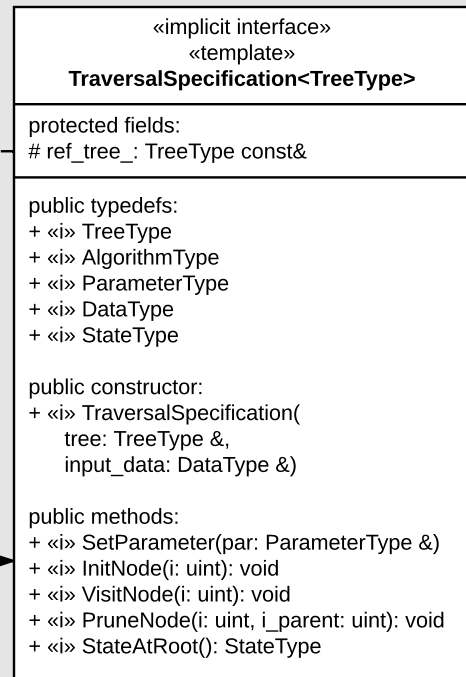 «implicit interface»
«template»
TraversalSpecification<TreeType>
protected fields:
# ref_tree_: TreeType const&
public typedefs:
+ «i» TreeType
+ «i» AlgorithmType
+ «i» ParameterType
+ «i» DataType
+ «i» StateType
public constructor:
+ «i» TraversalSpecification(
tree: TreeType &,
input_data: DataType &)
public methods:
+ «i» SetParameter(par: ParameterType &)
+ «i» InitNode(i: uint): void
+ «i» VisitNode(i: uint): void
+ «i» PruneNode(i: uint, i_parent: uint): void
+ «i» StateAtRoot(): StateType